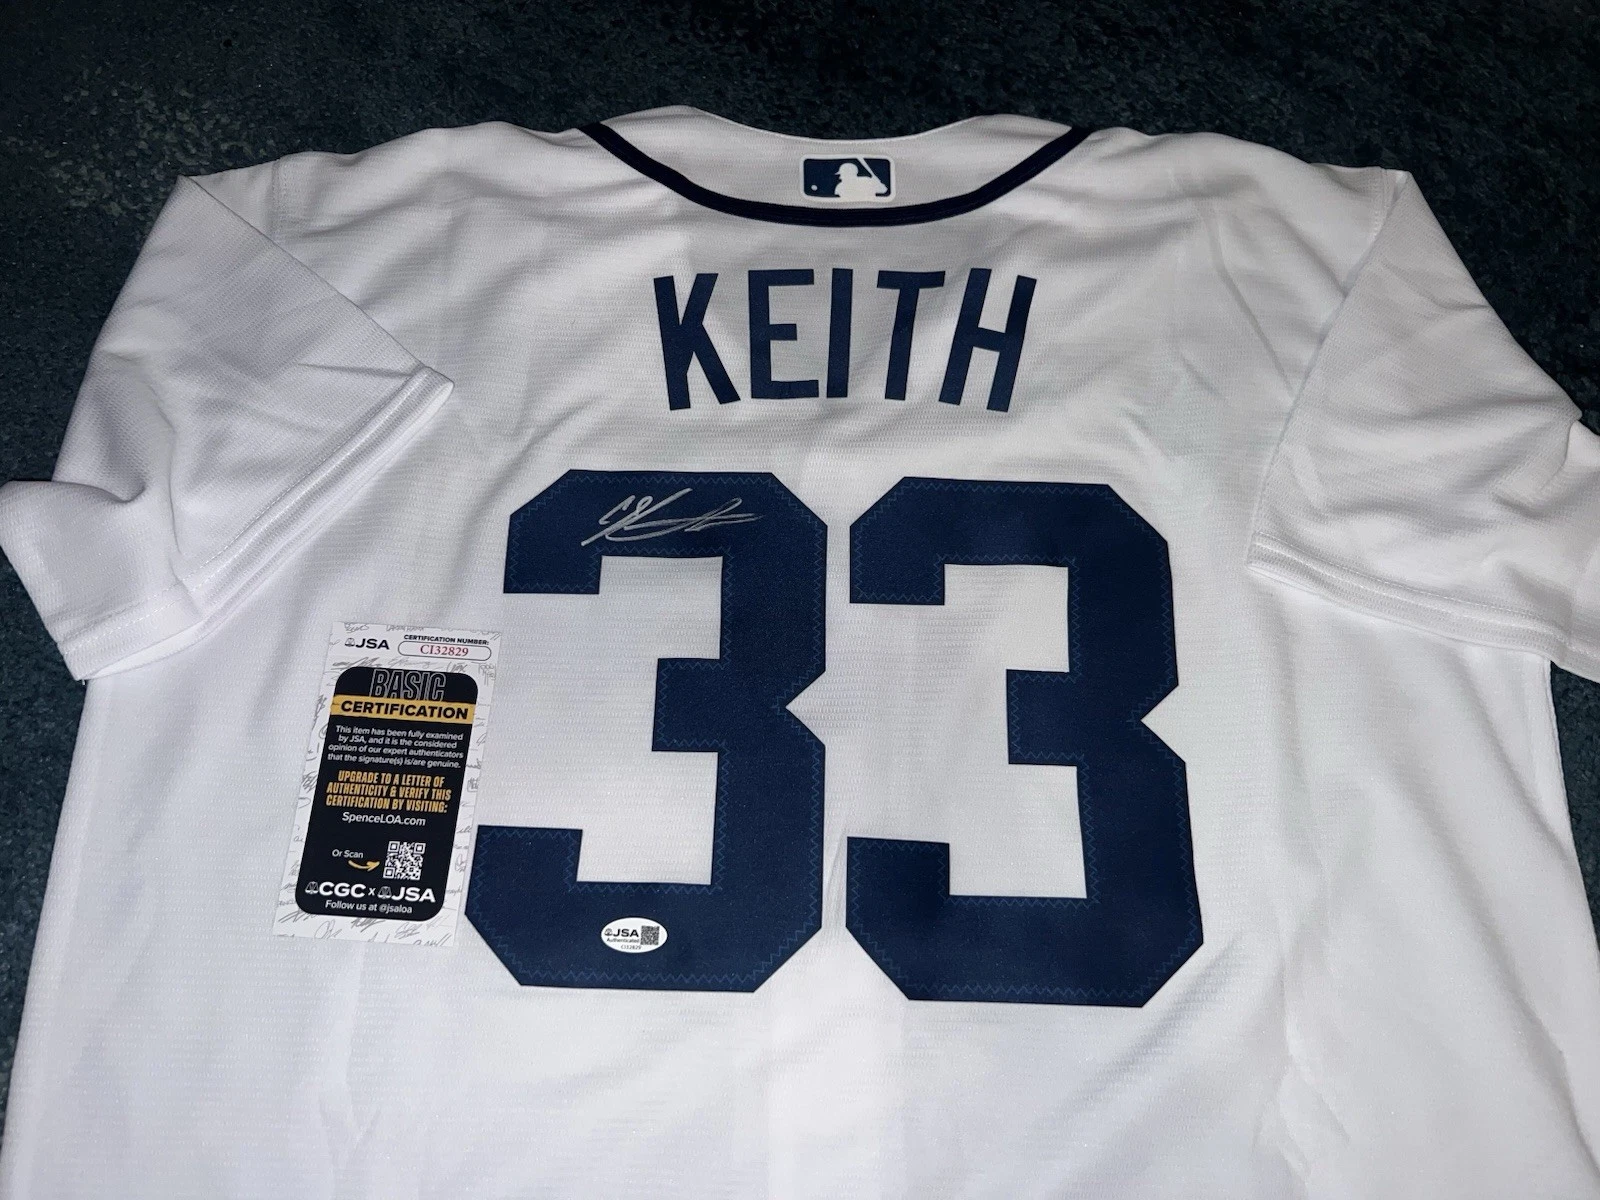 KEITH
33
JSA
CERTIFICATION NUMBER:
CI32829
BASIC
CERTIFICATION
This item has been fully examined
by JSA, and it is the considered
opinion of our expert authenticators
that the signature(s) is/are genuine.
UPGRADE TO A LETTER OF
AUTHENTICITY & VERIFY THIS
CERTIFICATION BY VISITING:
SpenceLOA.com
Or Scan
CGC x JSA
Follow us at @jsaloa
JSA
Authenticated
CI32829